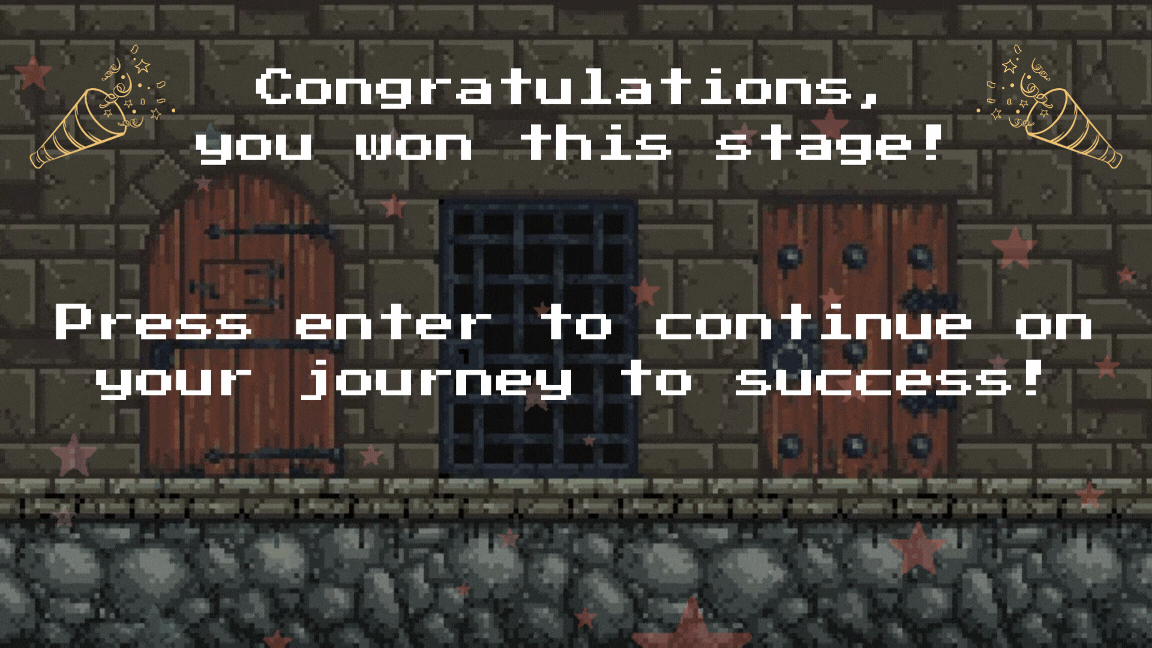 Congratulations,
you won this stage!
Press enter to continue on
your journey to success!